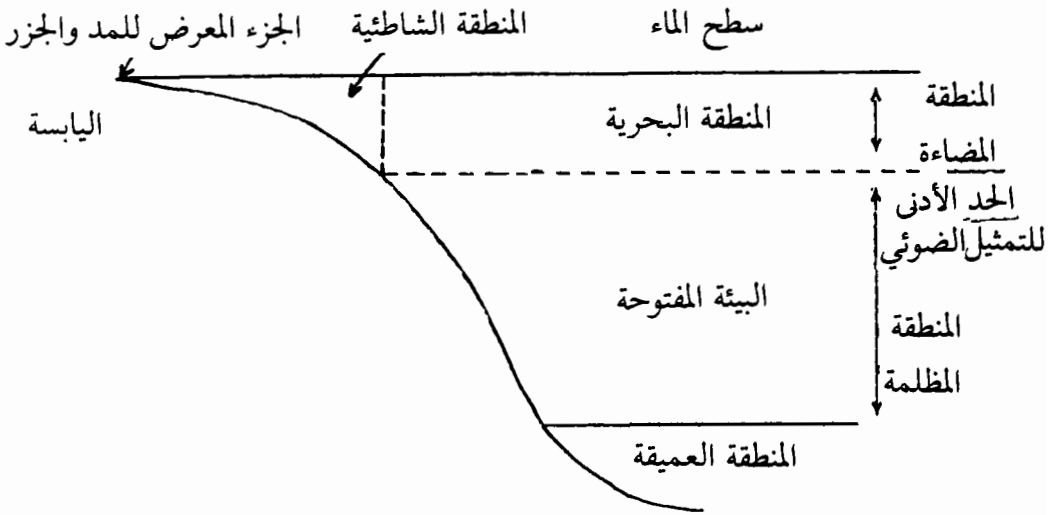 سطح الماء
المنطقة الشاطئية
الجزء المعرض للمد والجزر
المنطقة
المنطقة البحرية
اليابسة
المضاءة
الحد الأدنى
للتمثيل الضوئي
البيئة المفتوحة
المنطقة
المظلمة
المنطقة العميقة